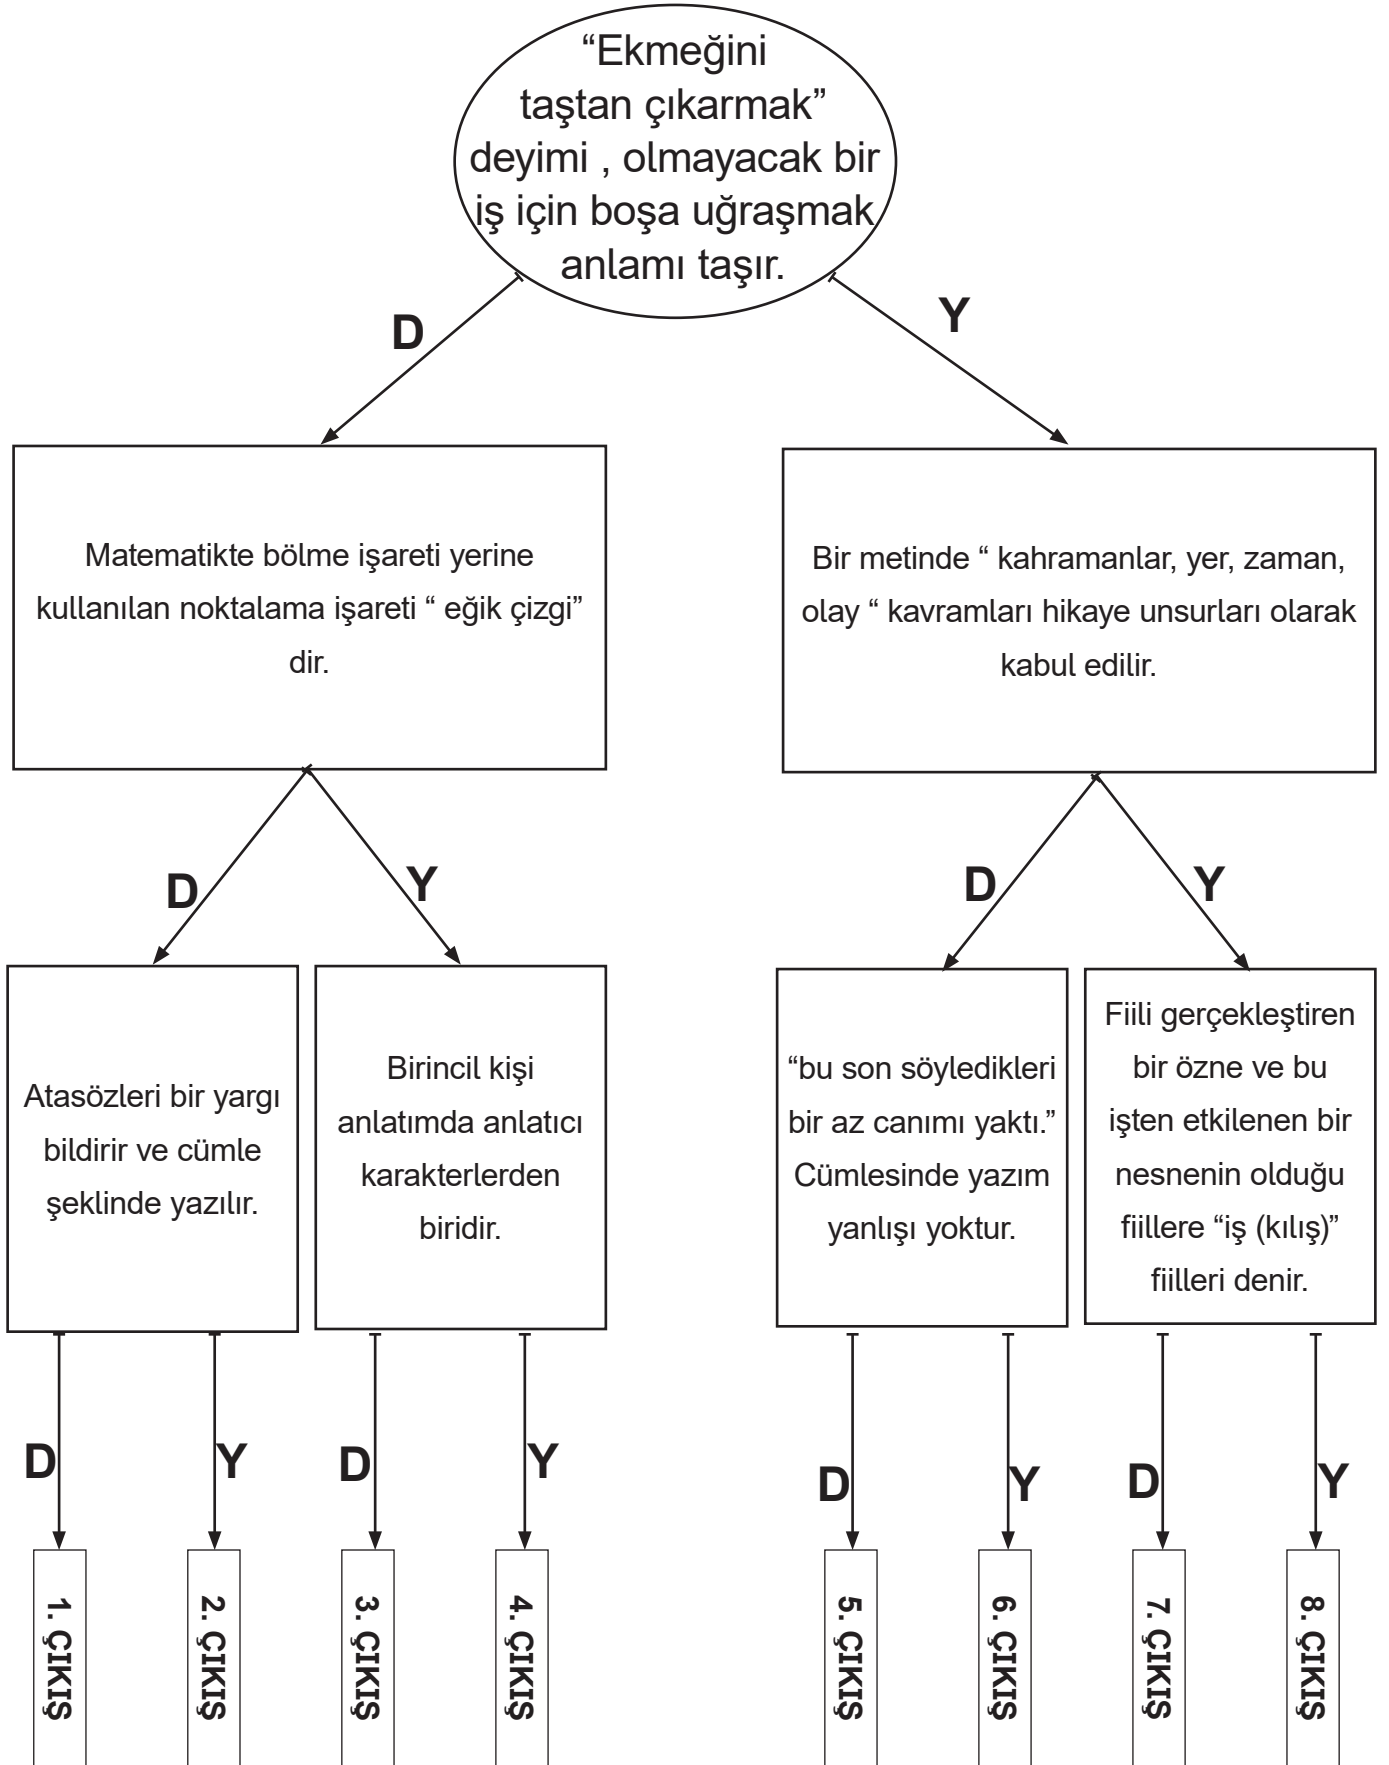 “Ekmeğini
taştan çıkarmak”
deyimi , olmayacak bir
iş için boşa uğraşmak
anlamı taşır.
D
Y
Matematikte bölme işareti yerine
kullanılan noktalama işareti “ eğik çizgi”
dir.
Bir metinde “ kahramanlar, yer, zaman,
olay “ kavramları hikaye unsurları olarak
kabul edilir.
D
Y
D
Y
Atasözleri bir yargı
bildirir ve cümle
şeklinde yazılır.
Birincil kişi
anlatımda anlatıcı
karakterlerden
biridir.
“bu son söyledikleri
bir az canımı yaktı.”
Cümlesinde yazım
yanlışı yoktur.
Fiili gerçekleştiren
bir özne ve bu
işten etkilenen bir
nesnenin olduğu
fiillere “iş (kılış)”
fiilleri denir.
D
Y
D
Y
D
Y
D
Y
1. ÇIKIŞ
2. ÇIKIŞ
3. ÇIKIŞ
4. ÇIKIŞ
5. ÇIKIŞ
6. ÇIKIŞ
7. ÇIKIŞ
8. ÇIKIŞ